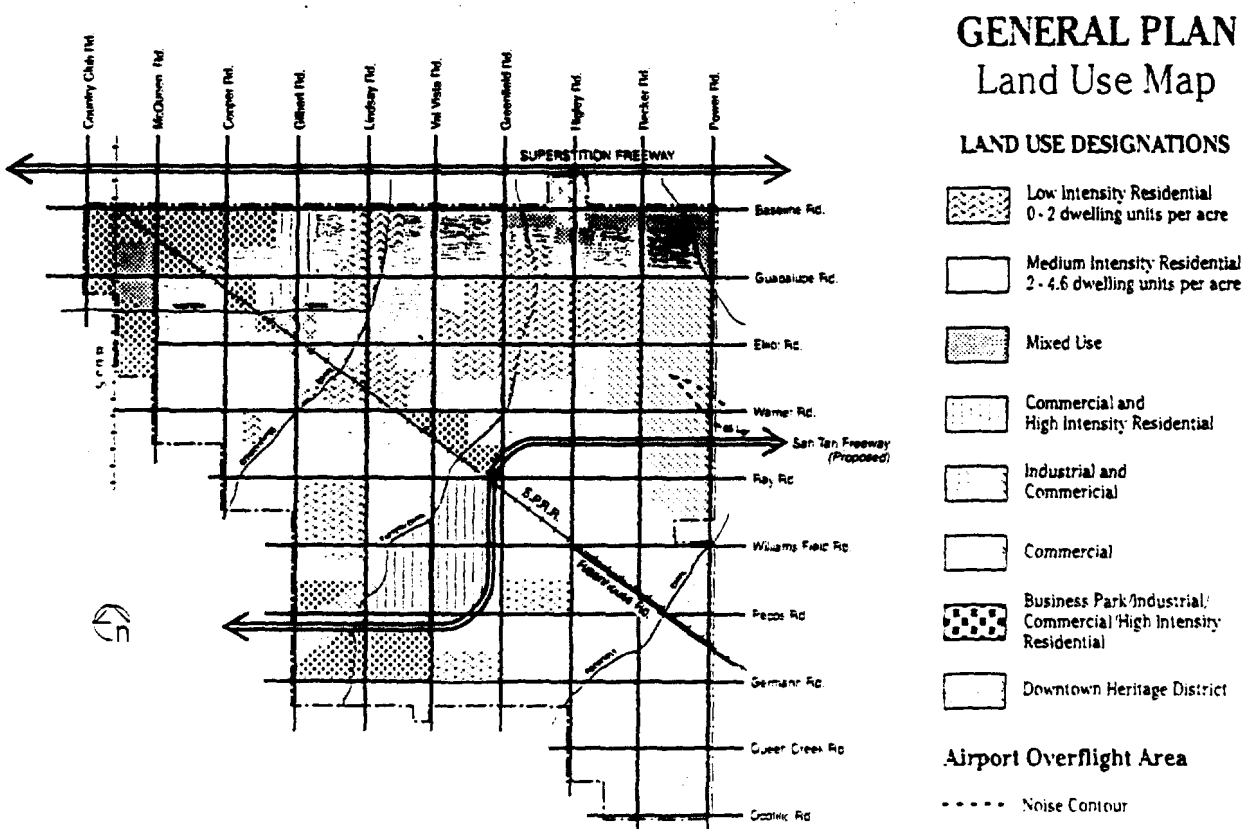 GENERAL PLAN
Land Use Map
LAND USE DESIGNATIONS
Low Intensity Residential
0 - 2 dwelling units per acre
Medium Intensity Residential
2 - 4.6 dwelling units per acre
Mixed Use
Commercial and
High Intensity Residential
Industrial and
Commericial
Commercial
Business Park/Industrial/
Commercial/High Intensity
Residential
Downtown Heritage District
Airport Overflight Area
Noise Contour
Country Club Rd.
McQueen Rd.
Cooper Rd.
Gilbert Rd.
Lindsay Rd.
Val Vista Rd.
Greenfield Rd.
Higley Rd.
Recker Rd.
Power Rd.
SUPERSTITION FREEWAY
Baseline Rd.
Guadalupe Rd.
Elliot Rd.
Warner Rd.
San Tan Freeway
(Proposed)
Ray Rd.
Williams Field Rd.
Pecos Rd.
Germann Rd.
Queen Creek Rd.
Ocotillo Rd.
S.P.R.R.
S.P.R.R.
Rittenhouse Rd.
n